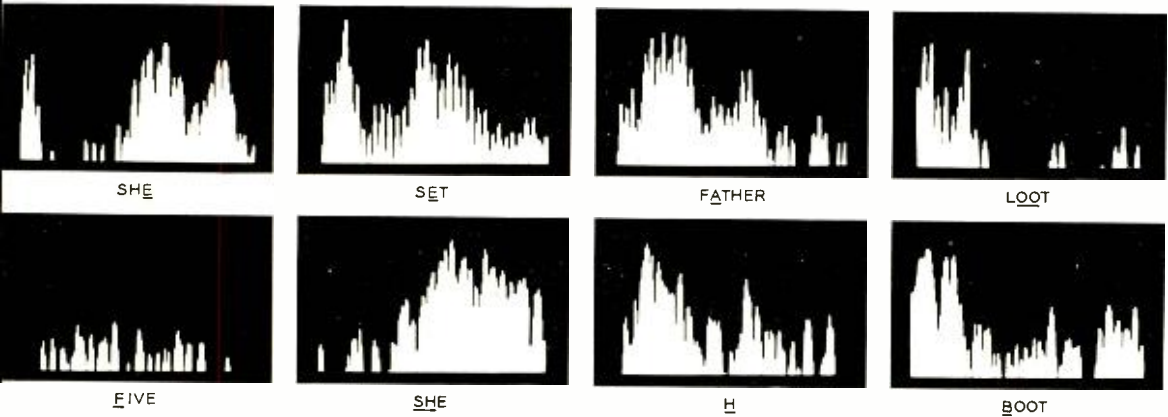 SHE
SET
FATHER
LOOT
FIVE
SHE
H
BOOT